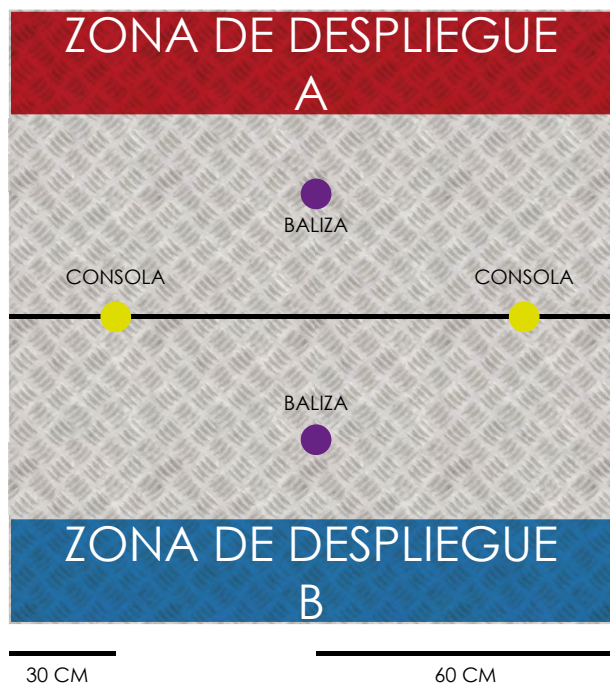 ZONA DE DESPLIEGUE
A
BALIZA
CONSOLA
CONSOLA
BALIZA
ZONA DE DESPLIEGUE
B
30 CM
60 CM